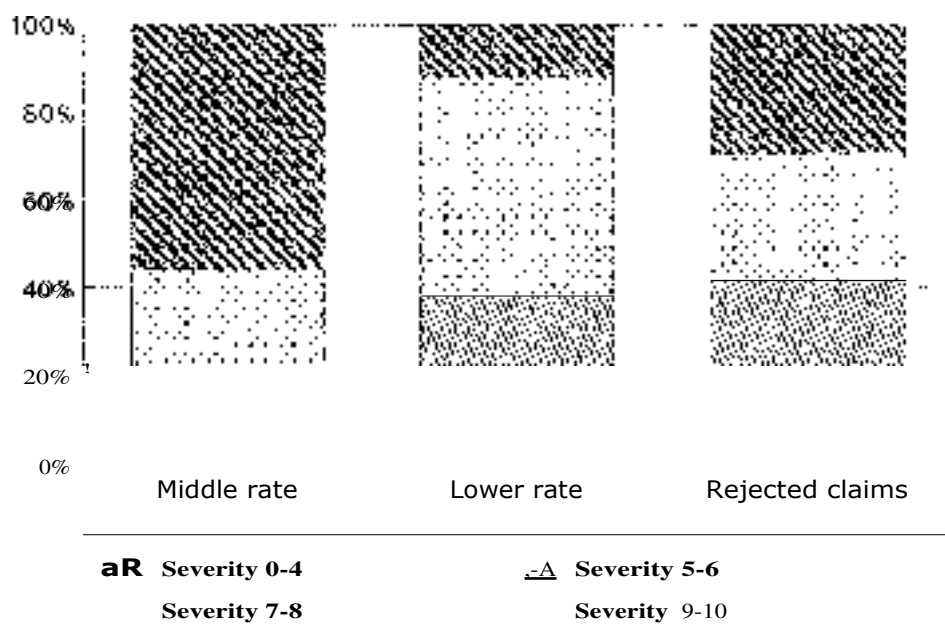 100%
80%
60%
40%
20%
0%
Middle rate Lower rate Rejected claims
aR Severity 0-4 .-A Severity 5-6
Severity 7-8 Severity 9-10